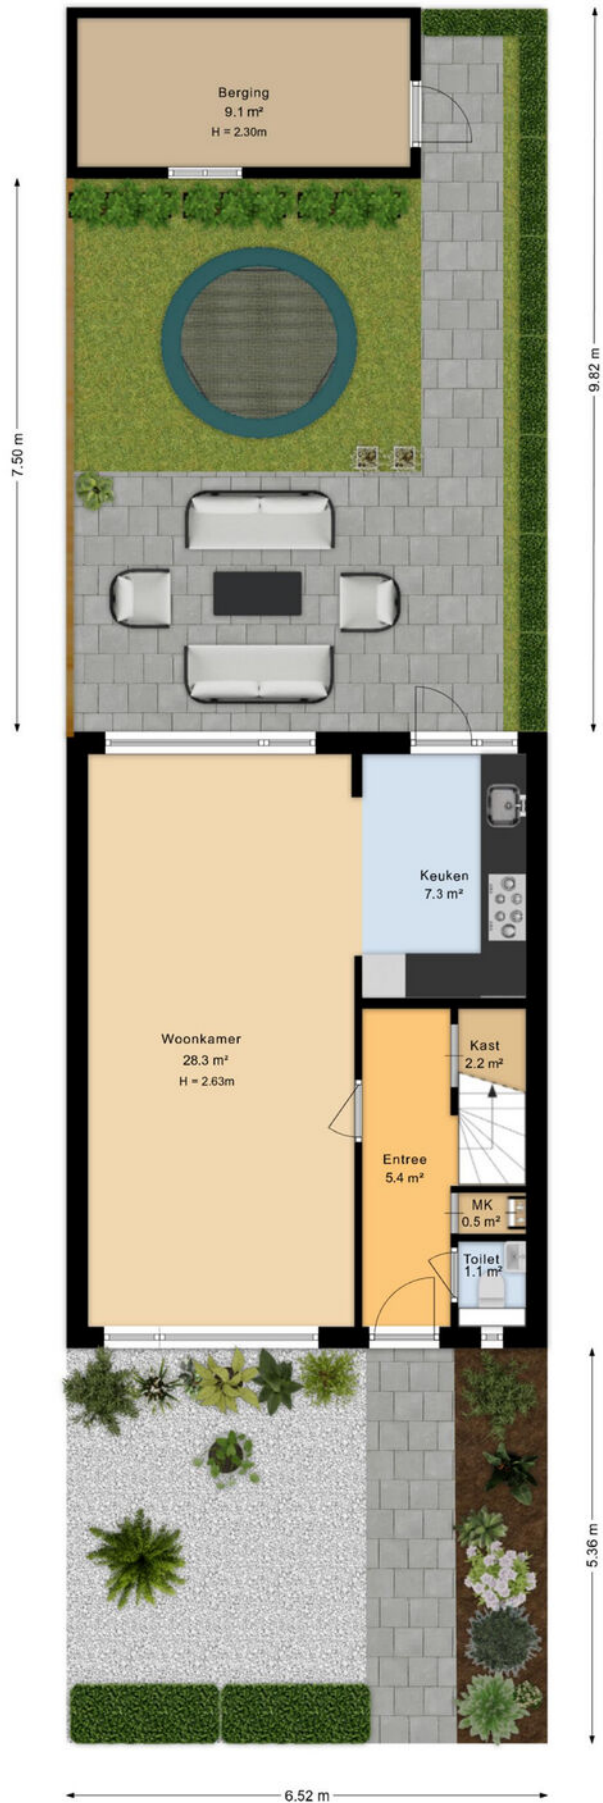 Berging
9.1 m²
H = 2.30m
7.50 m
9.82 m
Keuken
7.3 m²
Woonkamer
28.3 m²
H = 2.63m
Kast
2.2 m²
Entree
5.4 m²
MK
0.5 m²
Toilet
1.1 m²
5.36 m
6.52 m